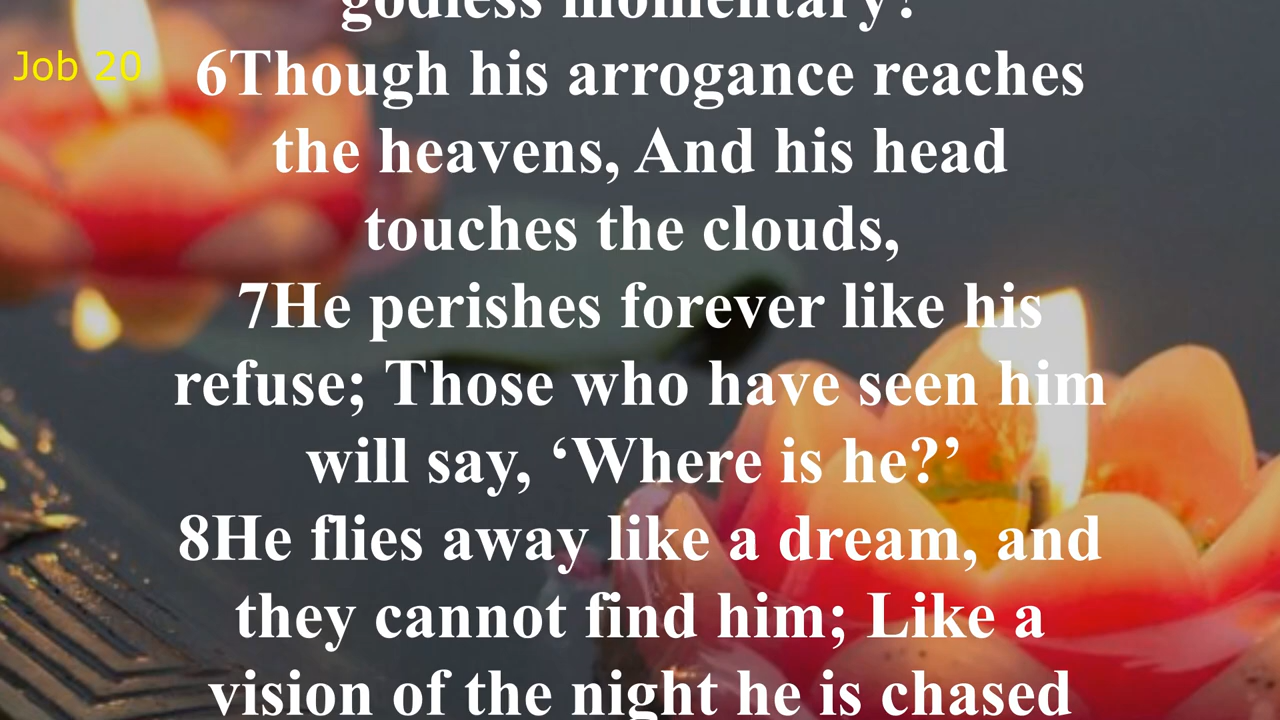 godless momentary?
Job 20
6Though his arrogance reaches
the heavens, And his head
touches the clouds,
7He perishes forever like his
refuse; Those who have seen him
will say, ‘Where is he?’
8He flies away like a dream, and
they cannot find him; Like a
vision of the night he is chased